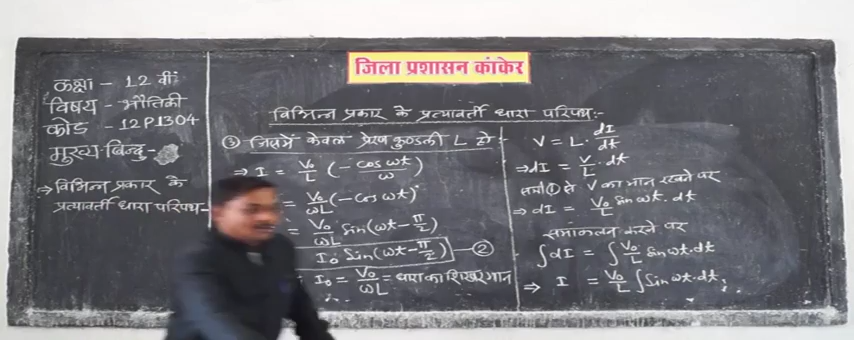 जिला प्रशासन कांकेर
कक्षा - 12 वीं
विषय - भौतिकी
कोड - 12P1304
मुख्य बिन्दु -
→ विभिन्न प्रकार के
प्रत्यावर्ती धारा परिपथ -
विभिन्न प्रकार के प्रत्यावर्ती धारा परिपथ :-
③ जिसमें केवल प्रेरण कुण्डली L हो -
⇒ I = V₀/L (-cos ωt/ω)
= V₀/ωL (-cos ωt)
= V₀/ωL sin(ωt - π/2)
I₀ sin(ωt - π/2) — ②
I₀ = V₀/ωL = धारा का शिखर मान
V = L · dI/dt
⇒ dI = V/L · dt
समी ① से V का मान रखने पर
⇒ dI = V₀/L sin ωt · dt
समाकलन करने पर
∫dI = ∫ V₀/L sin ωt · dt
⇒ I = V₀/L ∫ sin ωt · dt